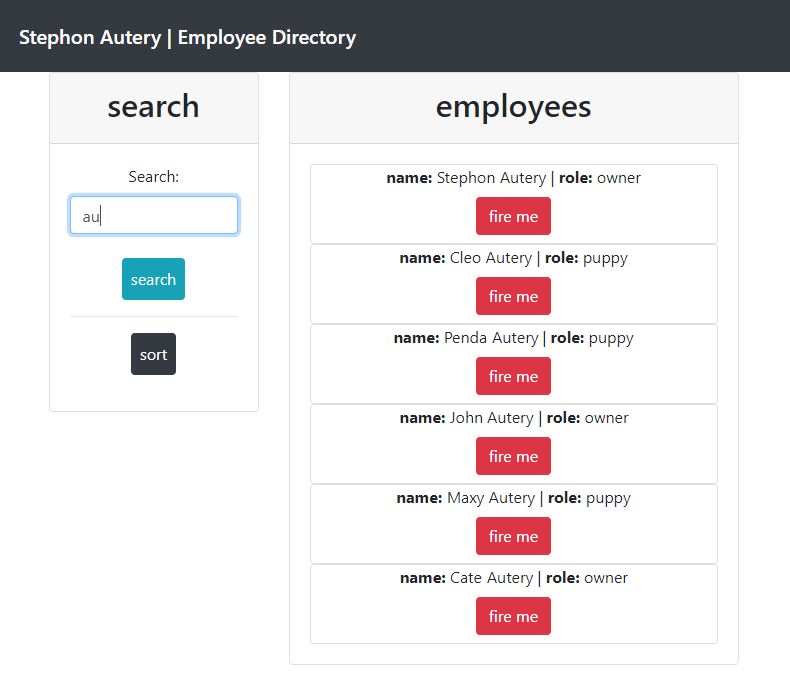 Stephon Autery | Employee Directory
search
Search:
au
search
sort
employees
name: Stephon Autery | role: owner
fire me
name: Cleo Autery | role: puppy
fire me
name: Penda Autery | role: puppy
fire me
name: John Autery | role: owner
fire me
name: Maxy Autery | role: puppy
fire me
name: Cate Autery | role: owner
fire me